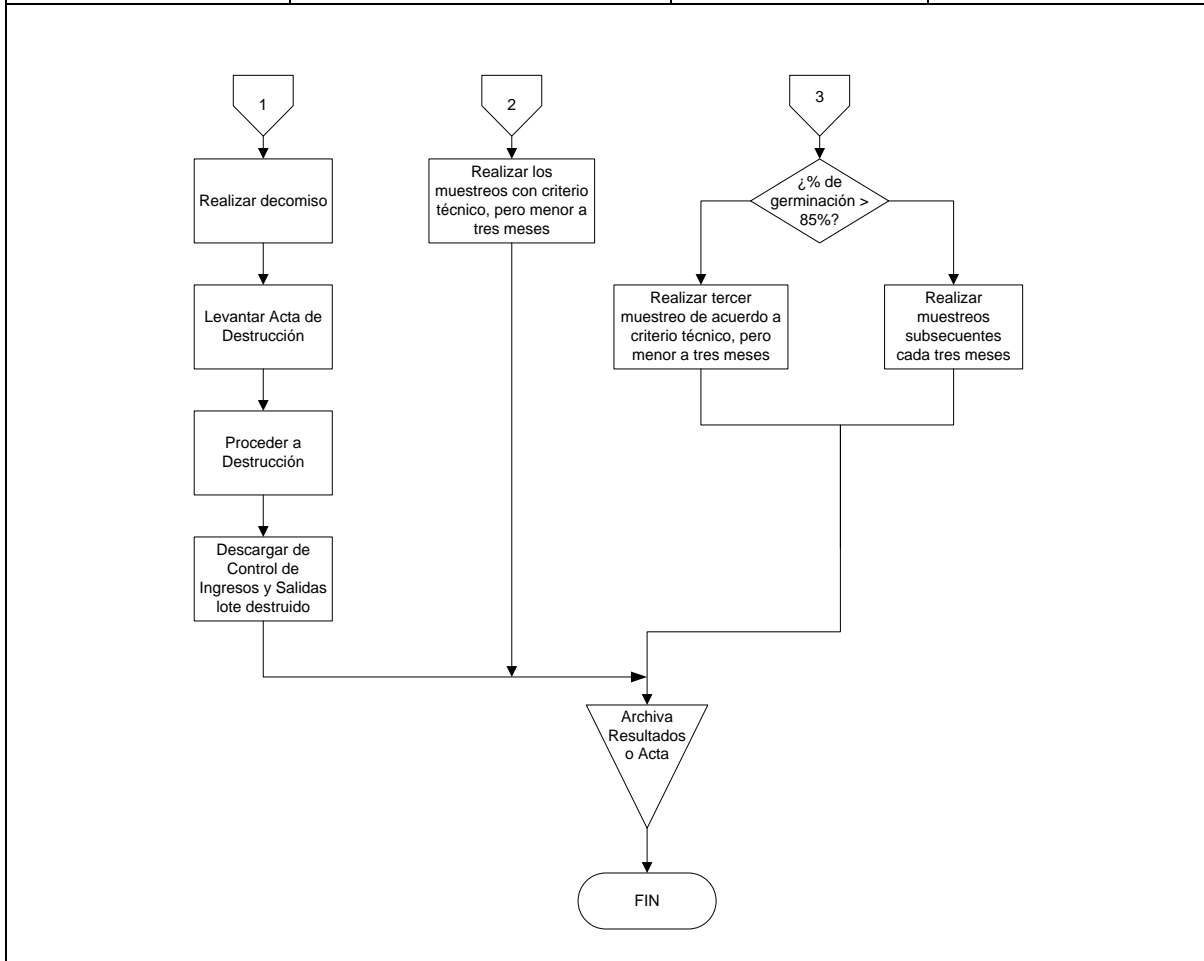 1
Realizar decomiso
Levantar Acta de
Destrucción
Proceder a
Destrucción
Descargar de
Control de
Ingresos y Salidas
lote destruido
2
Realizar los
muestreos con criterio
técnico, pero menor a
tres meses
3
¿% de
germinación >
85%?
Realizar tercer
muestreo de acuerdo a
criterio técnico, pero
menor a tres meses
Realizar
muestreos
subsecuentes
cada tres meses
Archiva
Resultados
o Acta
FIN